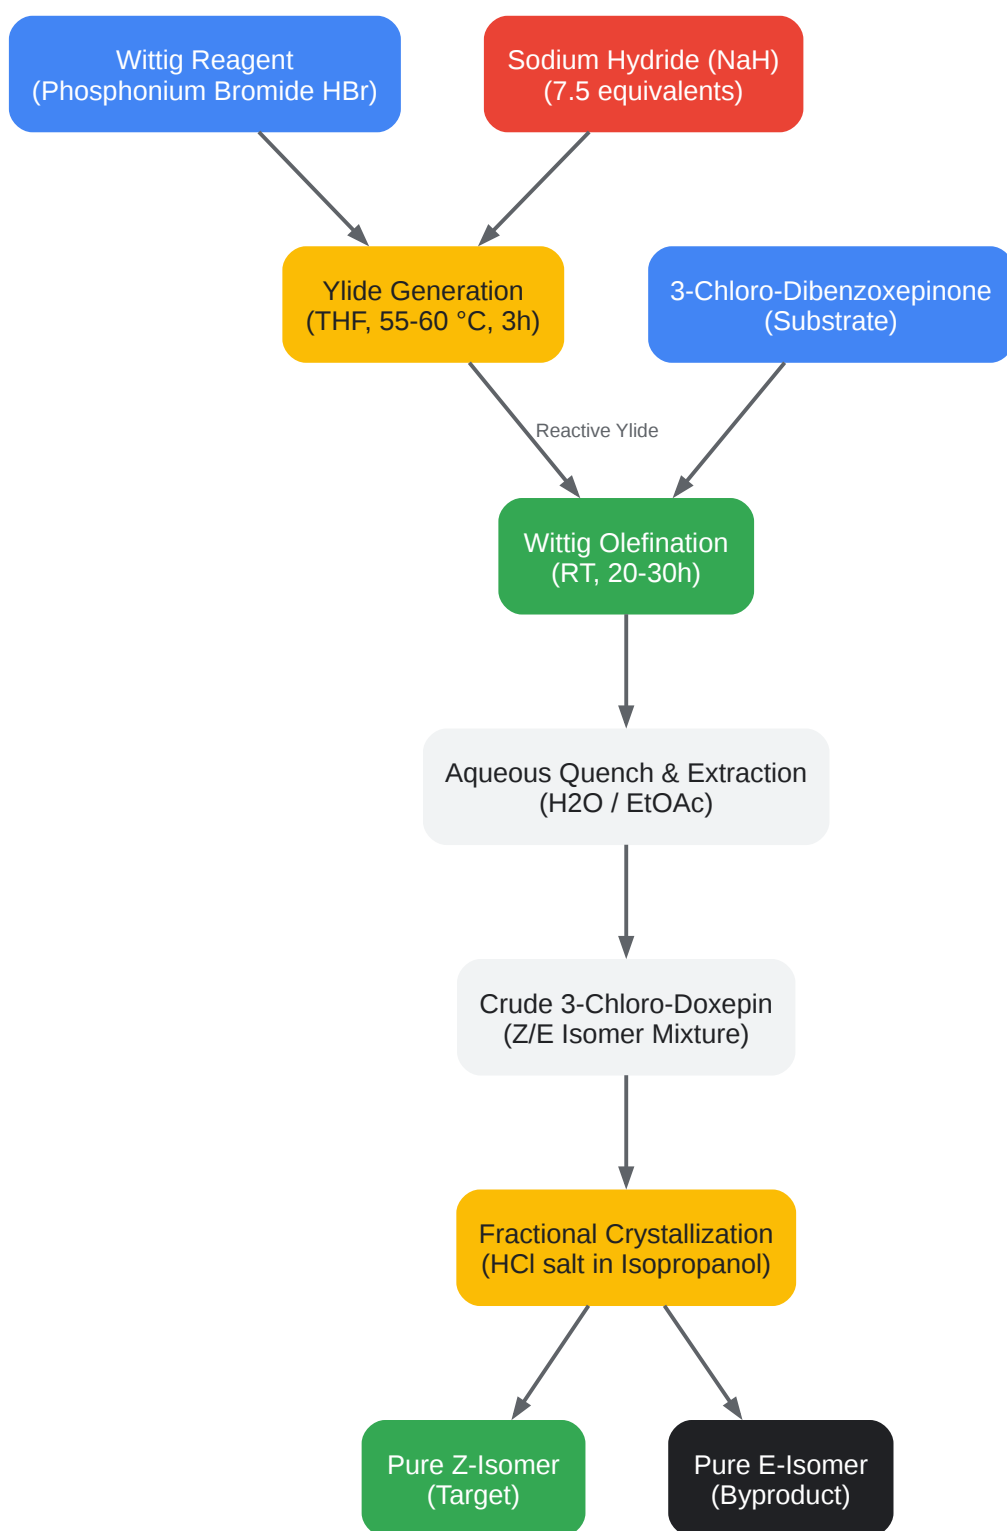 Wittig Reagent
(Phosphonium Bromide HBr)
Sodium Hydride (NaH)
(7.5 equivalents)
Ylide Generation
(THF, 55-60 °C, 3h)
3-Chloro-Dibenzoxepinone
(Substrate)
Reactive Ylide
Wittig Olefination
(RT, 20-30h)
Aqueous Quench & Extraction
(H2O / EtOAc)
Crude 3-Chloro-Doxepin
(Z/E Isomer Mixture)
Fractional Crystallization
(HCl salt in Isopropanol)
Pure Z-Isomer
(Target)
Pure E-Isomer
(Byproduct)